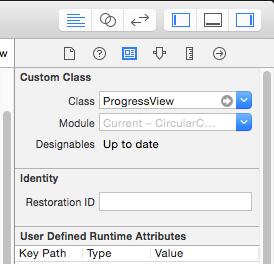 w
Custom Class
Class ProgressView
Module Current – CircularC...
Designables Up to date
Identity
Restoration ID
User Defined Runtime Attributes
Key Path Type Value